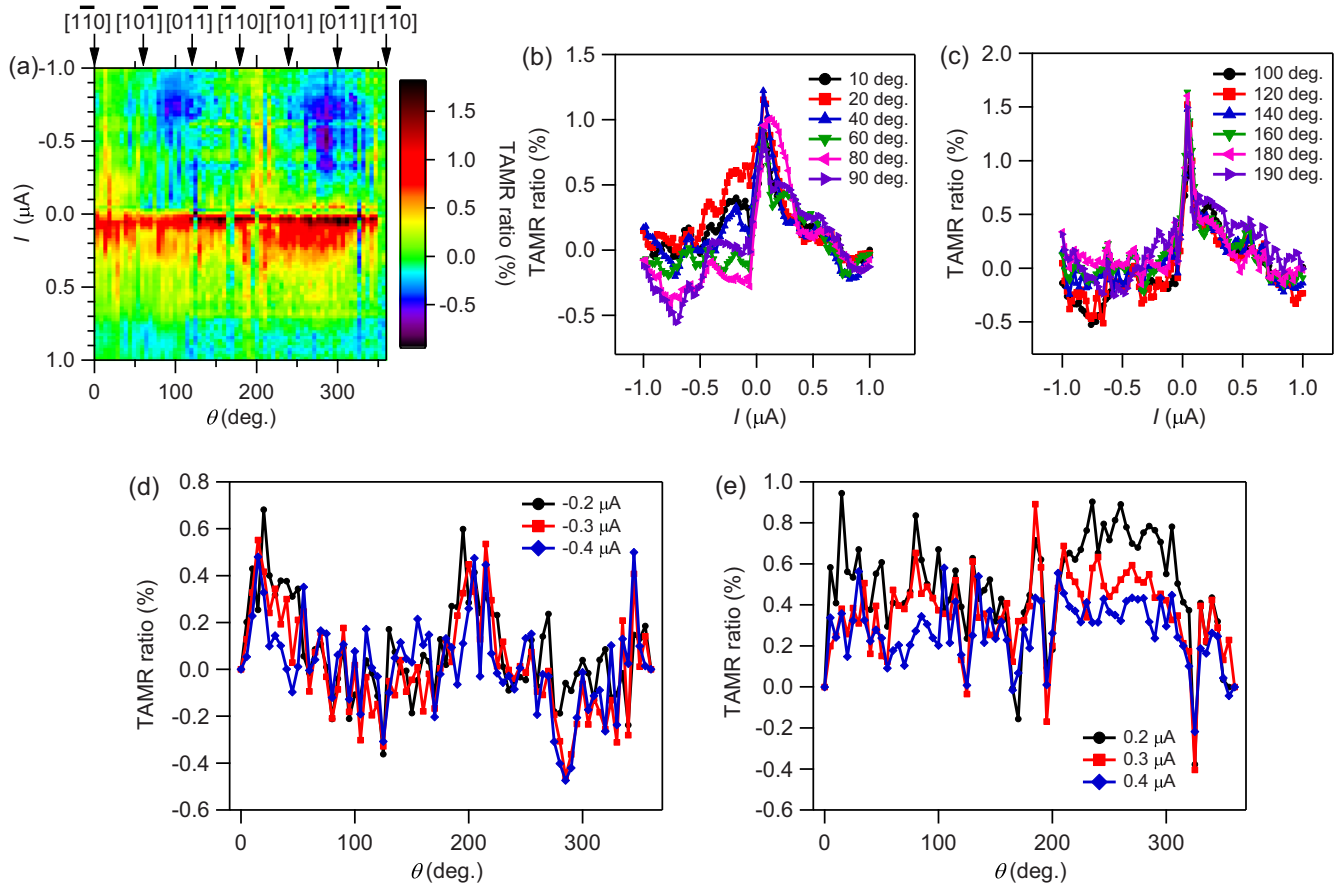 [11̅0] [101̅] [011̅] [1̅10] [1̅01] [01̅1] [11̅0]
(a)
-1.0
-0.5
0.0
0.5
1.0
I (μA)
0
100
200
300
θ (deg.)
1.5
1.0
0.5
0.0
-0.5
TAMR ratio (%)
(b)
1.5
1.0
0.5
0.0
-0.5
TAMR ratio (%)
10 deg.
20 deg.
40 deg.
60 deg.
80 deg.
90 deg.
-1.0
-0.5
0.0
0.5
1.0
I (μA)
(c)
2.0
1.5
1.0
0.5
0.0
-0.5
TAMR ratio (%)
100 deg.
120 deg.
140 deg.
160 deg.
180 deg.
190 deg.
-1.0
-0.5
0.0
0.5
1.0
I (μA)
(d)
0.8
0.6
0.4
0.2
0.0
-0.2
-0.4
-0.6
TAMR ratio (%)
-0.2 μA
-0.3 μA
-0.4 μA
0
100
200
300
θ (deg.)
(e)
1.0
0.8
0.6
0.4
0.2
0.0
-0.2
-0.4
-0.6
TAMR ratio (%)
0.2 μA
0.3 μA
0.4 μA
0
100
200
300
θ (deg.)